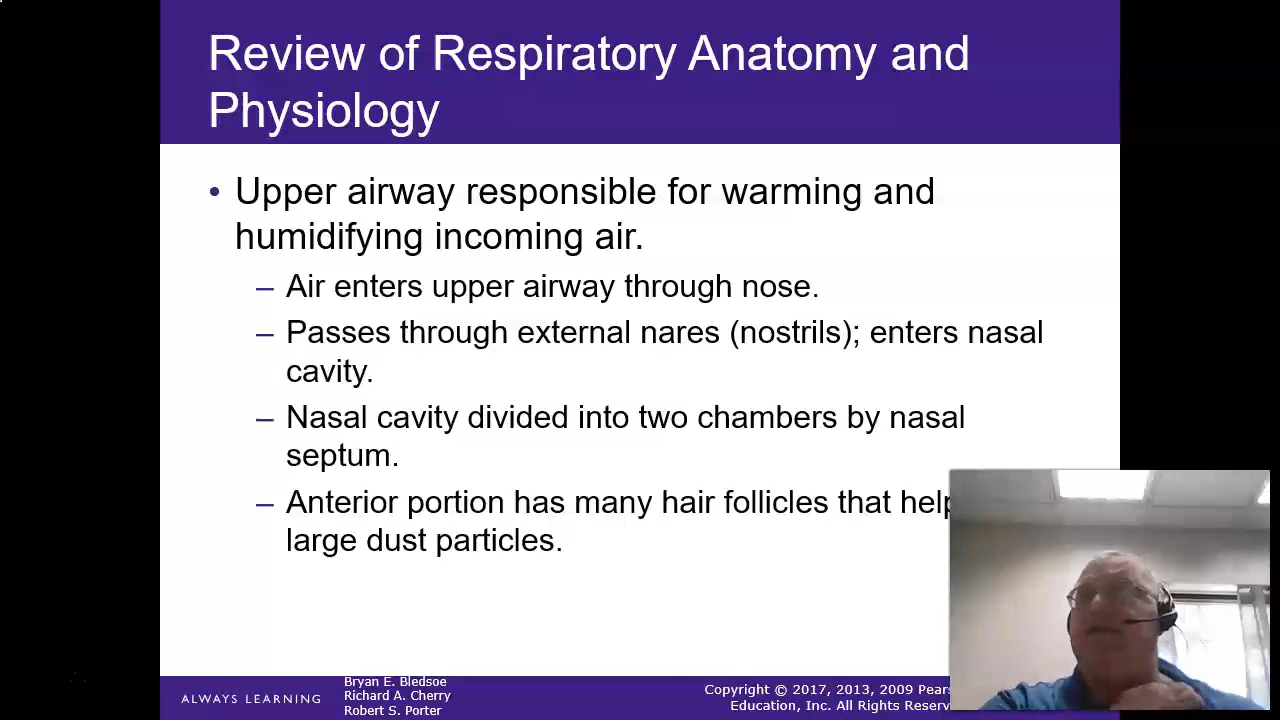 Review of Respiratory Anatomy and
Physiology
• Upper airway responsible for warming and
humidifying incoming air.
– Air enters upper airway through nose.
– Passes through external nares (nostrils); enters nasal
cavity.
– Nasal cavity divided into two chambers by nasal
septum.
– Anterior portion has many hair follicles that help
large dust particles.
ALWAYS LEARNING
Bryan E. Bledsoe
Richard A. Cherry
Robert S. Porter
Copyright © 2017, 2013, 2009
Education, Inc. All Rights